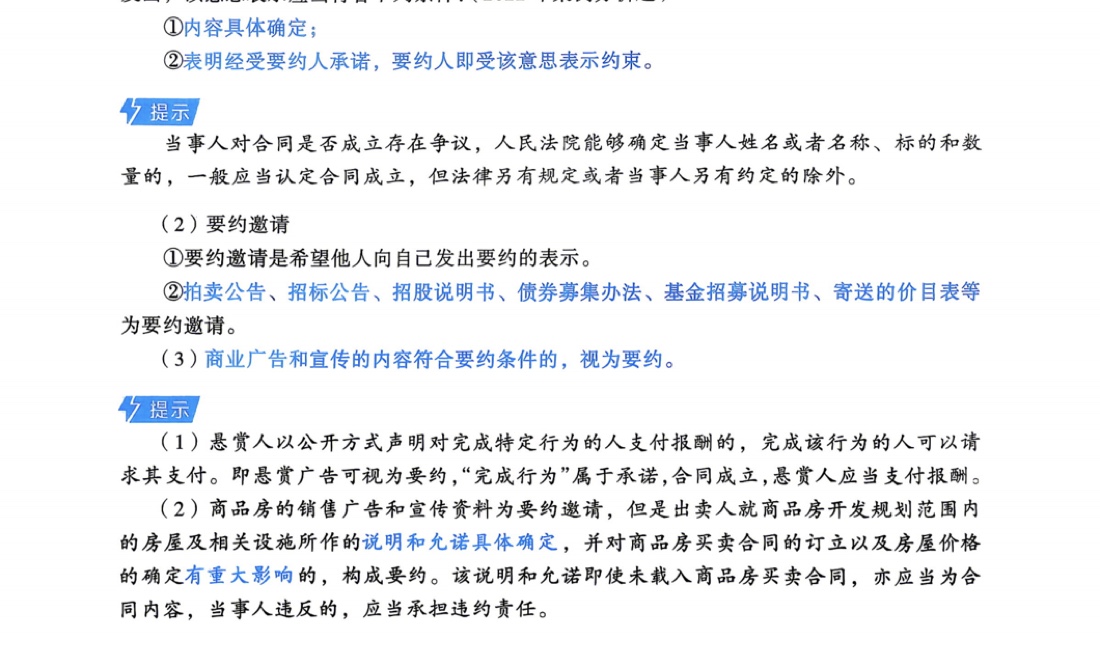 ①内容具体确定；
②表明经受要约人承诺，要约人即受该意思表示约束。
提示
当事人对合同是否成立存在争议，人民法院能够确定当事人姓名或者名称、标的和数
量的，一般应当认定合同成立，但法律另有规定或者当事人另有约定的除外。
（2）要约邀请
①要约邀请是希望他人向自己发出要约的表示。
②拍卖公告、招标公告、招股说明书、债券募集办法、基金招募说明书、寄送的价目表等
为要约邀请。
（3）商业广告和宣传的内容符合要约条件的，视为要约。
提示
（1）悬赏人以公开方式声明对完成特定行为的人支付报酬的，完成该行为的人可以请
求其支付。即悬赏广告可视为要约，“完成行为”属于承诺，合同成立，悬赏人应当支付报酬。
（2）商品房的销售广告和宣传资料为要约邀请，但是出卖人就商品房开发规划范围内
的房屋及相关设施所作的说明和允诺具体确定，并对商品房买卖合同的订立以及房屋价格
的确定有重大影响的，构成要约。该说明和允诺即使未载入商品房买卖合同，亦应当为合
同内容，当事人违反的，应当承担违约责任。